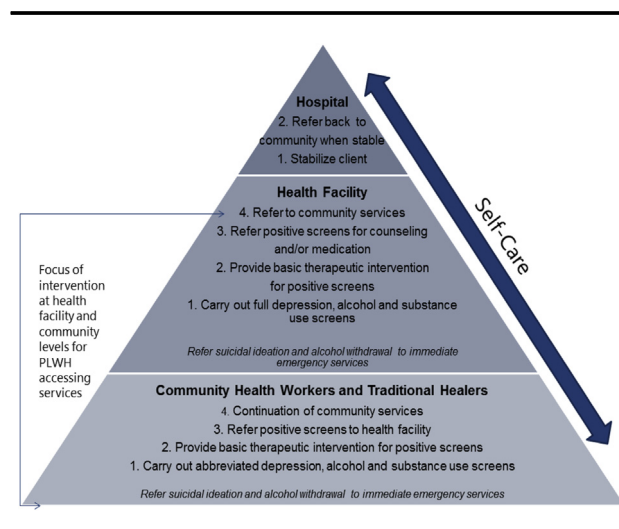 Hospital
2. Refer back to
community when stable
1. Stabilize client
Health Facility
4. Refer to community services
3. Refer positive screens for counseling
and/or medication
2. Provide basic therapeutic intervention
for positive screens
1. Carry out full depression, alcohol and substance
use screens
Refer suicidal ideation and alcohol withdrawal to immediate
emergency services
Community Health Workers and Traditional Healers
4. Continuation of community services
3. Refer positive screens to health facility
2. Provide basic therapeutic intervention for positive screens
1. Carry out abbreviated depression, alcohol and substance use screens
Refer suicidal ideation and alcohol withdrawal to immediate emergency services
Focus of
intervention
at health
facility and
community
levels for
PLWH
accessing
services
Self-Care